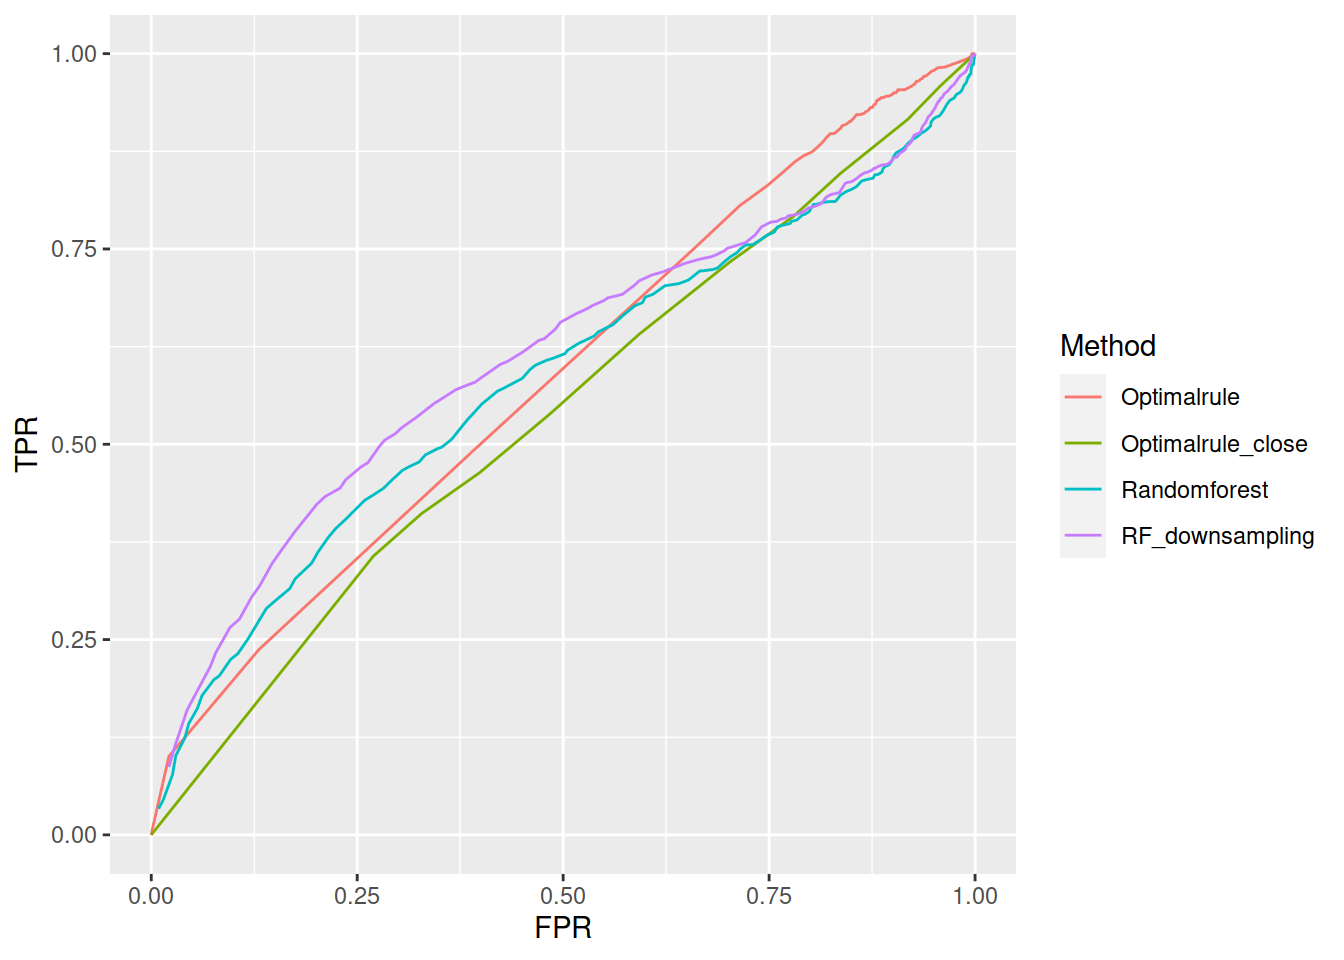 1.00
0.75
0.50
0.25
0.00
TPR
0.00 0.25 0.50 0.75 1.00
FPR
Method
Optimalrule
Optimalrule_close
Randomforest
RF_downsampling